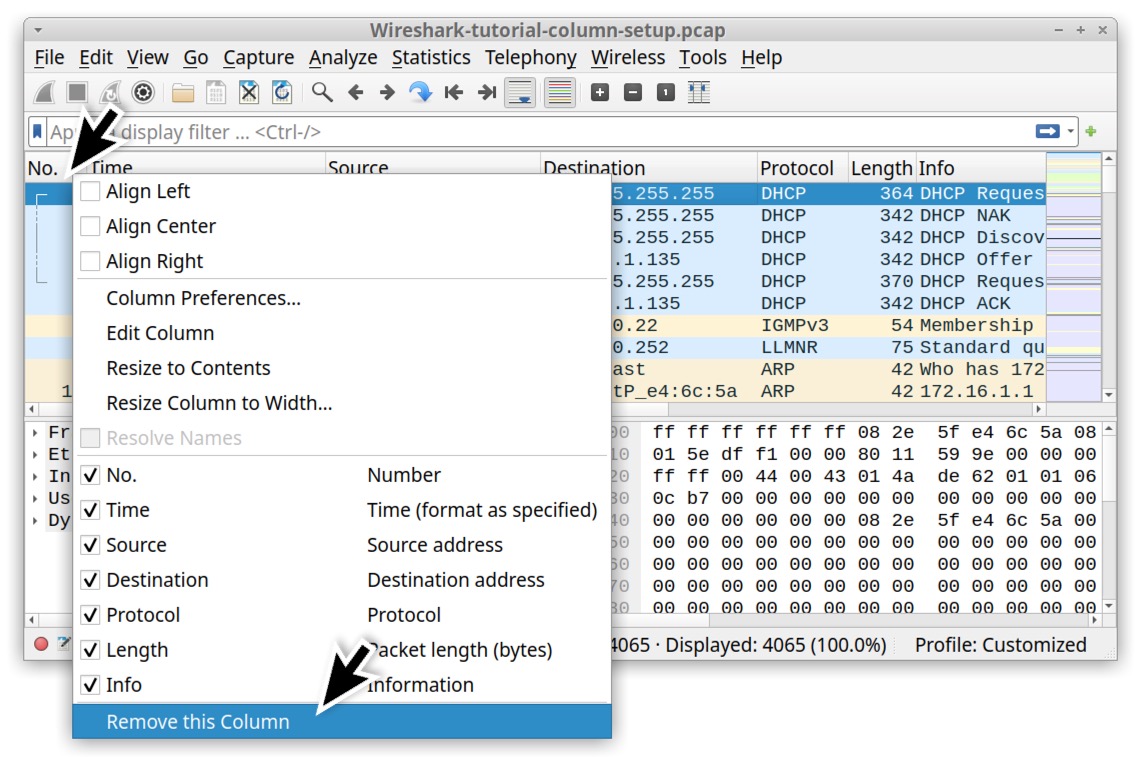 Wireshark-tutorial-column-setup.pcap
File Edit View Go Capture Analyze Statistics Telephony Wireless Tools Help
display filter ... <Ctrl-/>
No. Time Source Destination Protocol Length Info
5.255.255 DHCP 364 DHCP Reques
5.255.255 DHCP 342 DHCP NAK
5.255.255 DHCP 342 DHCP Discov
.1.135 DHCP 342 DHCP Offer
5.255.255 DHCP 370 DHCP Reques
.1.135 DHCP 342 DHCP ACK
0.22 IGMPv3 54 Membership
0.252 LLMNR 75 Standard qu
ast ARP 42 Who has 172
1 tP_e4:6c:5a ARP 42 172.16.1.1
Align Left
Align Center
Align Right
Column Preferences...
Edit Column
Resize to Contents
Resize Column to Width...
Resolve Names
No. Number
Time Time (format as specified)
Source Source address
Destination Destination address
Protocol Protocol
Length Packet length (bytes)
Info Information
Remove this Column
Fr
Et
In
Us
Dy
00 ff ff ff ff ff ff 08 2e 5f e4 6c 5a 08
10 01 5e df f1 00 00 80 11 59 9e 00 00 00
20 ff ff 00 44 00 43 01 4a de 62 01 01 06
30 0c b7 00 00 00 00 00 00 00 00 00 00 00
40 00 00 00 00 00 00 08 2e 5f e4 6c 5a 00
50 00 00 00 00 00 00 00 00 00 00 00 00 00
60 00 00 00 00 00 00 00 00 00 00 00 00 00
70 00 00 00 00 00 00 00 00 00 00 00 00 00
80 00 00 00 00 00 00 00 00 00 00 00 00 00
4065 · Displayed: 4065 (100.0%) Profile: Customized